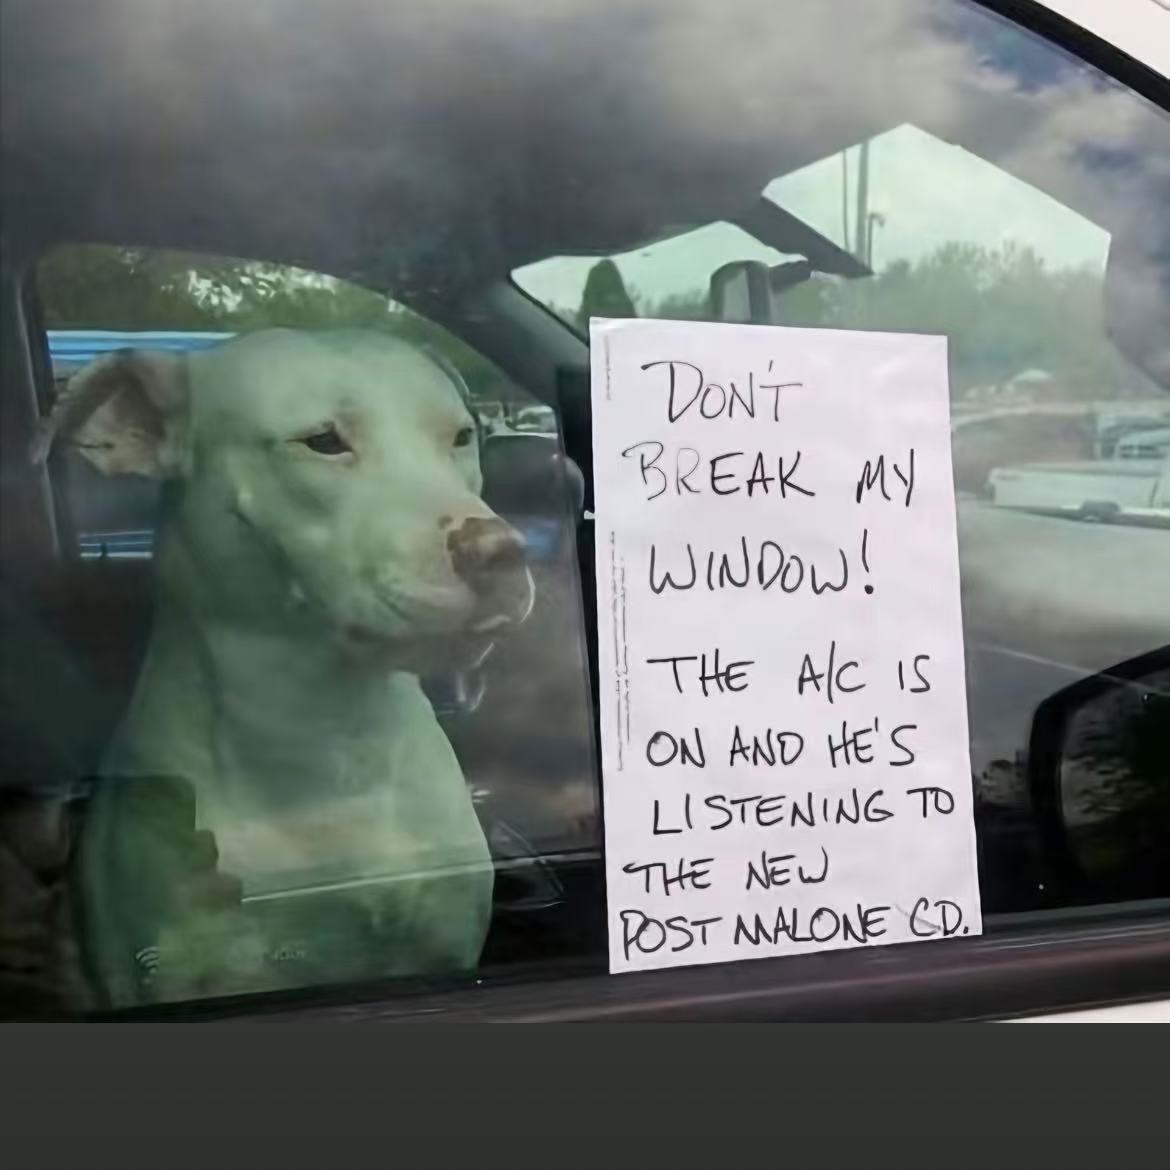 DON'T
BREAK MY
WINDOW!
THE A/C IS
ON AND HE'S
LISTENING TO
THE NEW
POST MALONE CD.